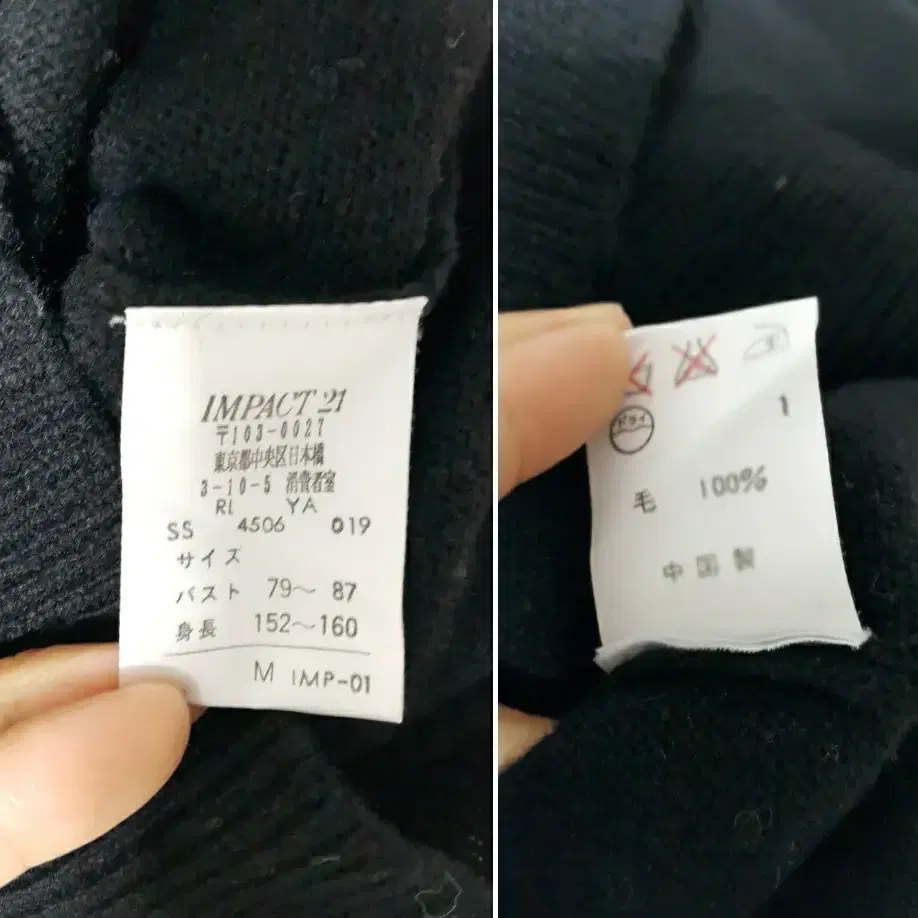 IMPACT 21
〒103-0027
東京都中央区日本橋
3-10-5 消費者室
RL YA
SS 4506 019
サイズ
バスト 79～87
身長 152～160
M IMP-01
ドライ
1
毛 100%
中国製